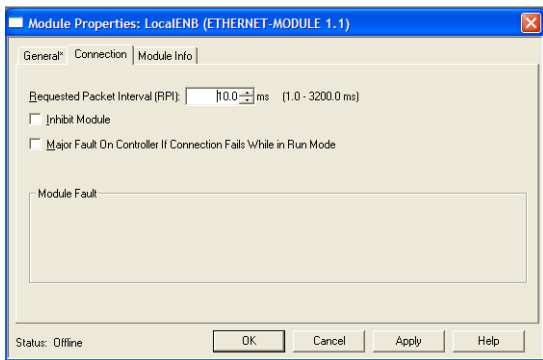 Module Properties: LocalENB (ETHERNET-MODULE 1.1)
General* Connection Module Info
Requested Packet Interval (RPI): 10.0 ms (1.0 - 3200.0 ms)
Inhibit Module
Major Fault On Controller If Connection Fails While in Run Mode
Module Fault
Status: Offline OK Cancel Apply Help